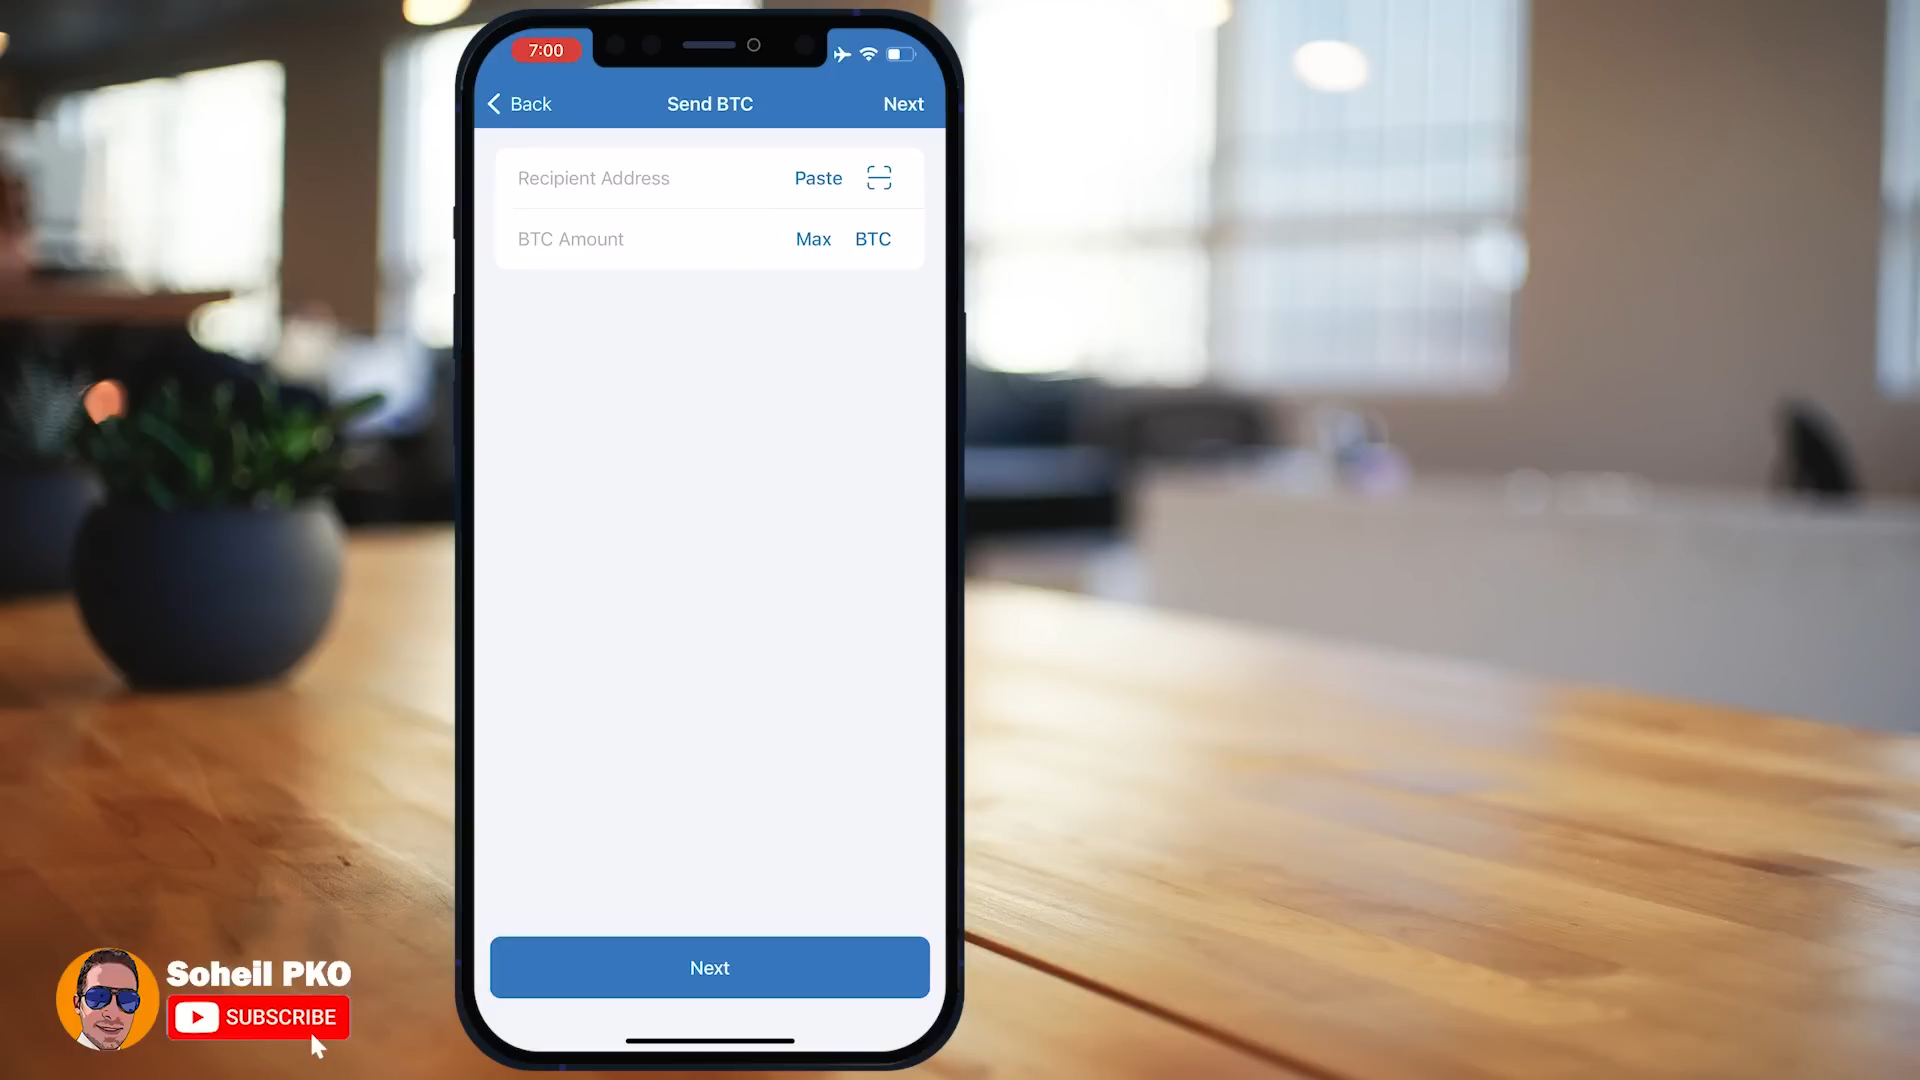 7:00
Back
Send BTC
Next
Recipient Address
Paste
BTC Amount
Max
BTC
Next
Soheil PKO
SUBSCRIBE